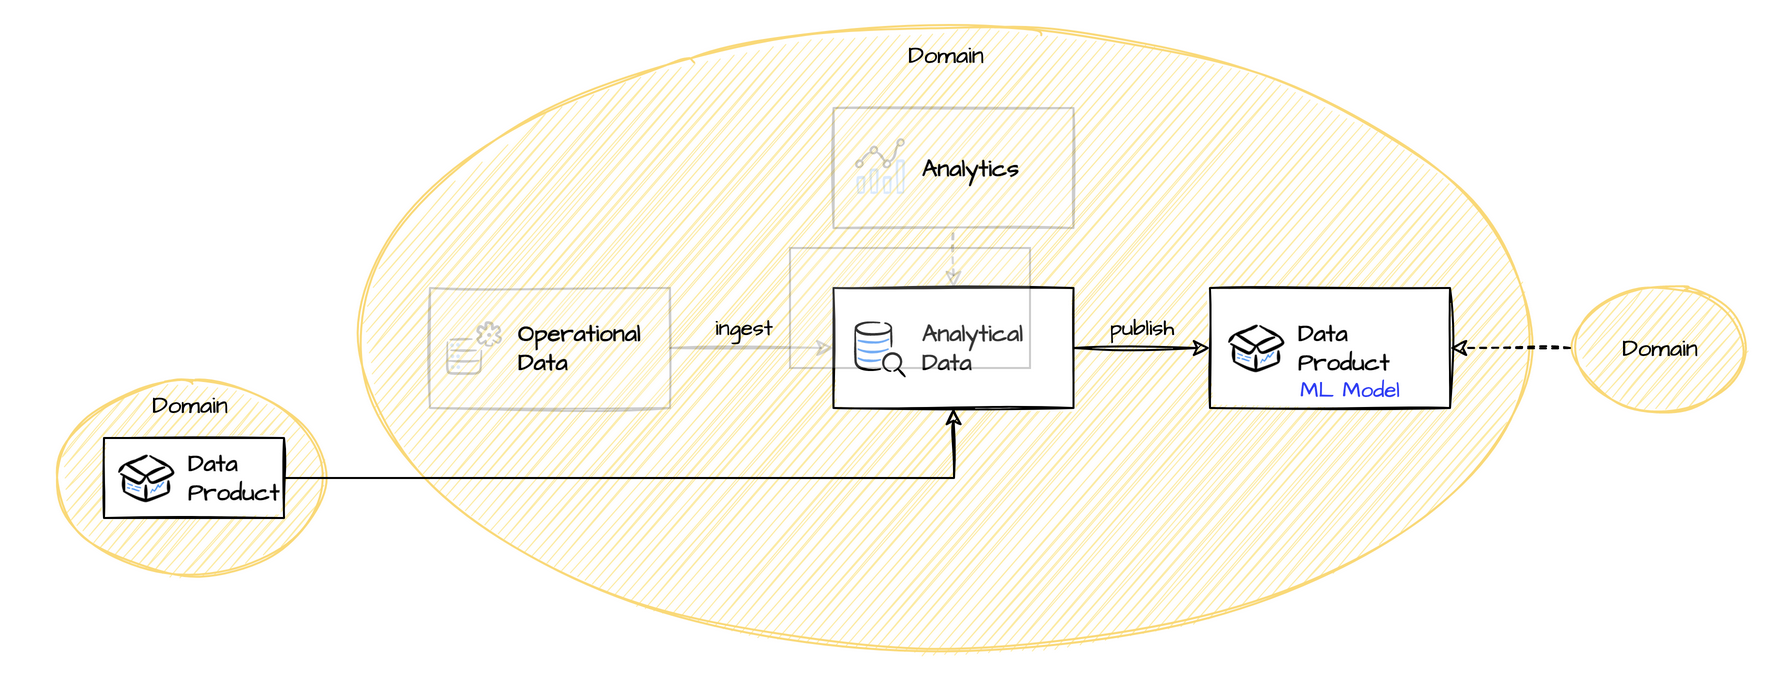 Domain
Analytics
Operational
Data
ingest
Analytical
Data
publish
Data
Product
ML Model
Domain
Domain
Data
Product